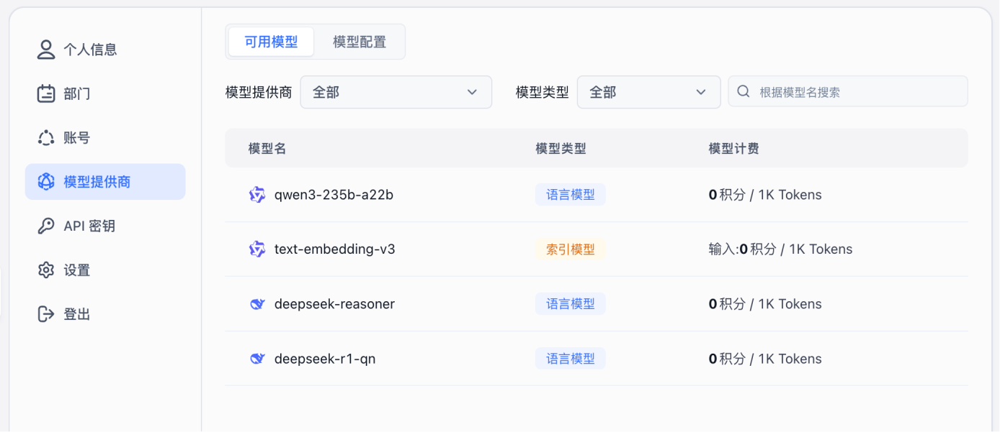 个人信息
部门
账号
模型提供商
API 密钥
设置
登出
可用模型 模型配置
模型提供商 全部 模型类型 全部 根据模型名搜索
模型名 模型类型 模型计费
qwen3-235b-a22b 语言模型 0 积分 / 1K Tokens
text-embedding-v3 索引模型 输入:0 积分 / 1K Tokens
deepseek-reasoner 语言模型 0 积分 / 1K Tokens
deepseek-r1-qn 语言模型 0 积分 / 1K Tokens